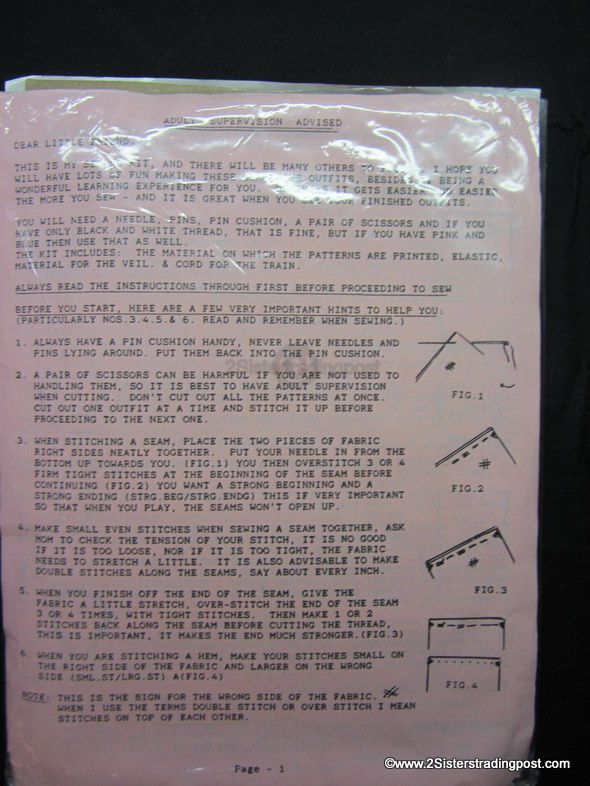 ADULT SUPERVISION ADVISED
DEAR LITTLE FRIEND,
THIS IS MY KIT, AND THERE WILL BE MANY OTHERS TO I HOPE YOU
WILL HAVE LOTS OF FUN MAKING THESE OUTFITS, BESIDES BEING A
WONDERFUL LEARNING EXPERIENCE FOR YOU. IT GETS EASIER EASIER
THE MORE YOU SEW - AND IT IS GREAT WHEN YOU YOUR FINISHED OUTFITS.
YOU WILL NEED A NEEDLE, PINS, PIN CUSHION, A PAIR OF SCISSORS AND IF YOU
HAVE ONLY BLACK AND WHITE THREAD, THAT IS FINE, BUT IF YOU HAVE PINK AND
BLUE THEN USE THAT AS WELL.
THE KIT INCLUDES: THE MATERIAL ON WHICH THE PATTERNS ARE PRINTED, ELASTIC,
MATERIAL FOR THE VEIL. & CORD FOR THE TRAIN.
ALWAYS READ THE INSTRUCTIONS THROUGH FIRST BEFORE PROCEEDING TO SEW
BEFORE YOU START, HERE ARE A FEW VERY IMPORTANT HINTS TO HELP YOU:
(PARTICULARLY NOS.3.4.5.& 6. READ AND REMEMBER WHEN SEWING.)
1. ALWAYS HAVE A PIN CUSHION HANDY, NEVER LEAVE NEEDLES AND
PINS LYING AROUND. PUT THEM BACK INTO THE PIN CUSHION.
2. A PAIR OF SCISSORS CAN BE HARMFUL IF YOU ARE NOT USED TO
HANDLING THEM, SO IT IS BEST TO HAVE ADULT SUPERVISION
WHEN CUTTING. DON'T CUT OUT ALL THE PATTERNS AT ONCE.
CUT OUT ONE OUTFIT AT A TIME AND STITCH IT UP BEFORE
PROCEEDING TO THE NEXT ONE.
FIG.1
3. WHEN STITCHING A SEAM, PLACE THE TWO PIECES OF FABRIC
RIGHT SIDES NEATLY TOGETHER. PUT YOUR NEEDLE IN FROM THE
BOTTOM UP TOWARDS YOU. (FIG.1) YOU THEN OVERSTITCH 3 OR 4
FIRM TIGHT STITCHES AT THE BEGINNING OF THE SEAM BEFORE
CONTINUING (FIG.2) YOU WANT A STRONG BEGINNING AND A
STRONG ENDING (STRG.BEG/STRG.ENDG) THIS IF VERY IMPORTANT
SO THAT WHEN YOU PLAY, THE SEAMS WON'T OPEN UP.
FIG.2
4. MAKE SMALL EVEN STITCHES WHEN SEWING A SEAM TOGETHER, ASK
MOM TO CHECK THE TENSION OF YOUR STITCH, IT IS NO GOOD
IF IT IS TOO LOOSE, NOR IF IT IS TOO TIGHT, THE FABRIC
NEEDS TO STRETCH A LITTLE. IT IS ALSO ADVISABLE TO MAKE
DOUBLE STITCHES ALONG THE SEAMS, SAY ABOUT EVERY INCH.
FIG.3
5. WHEN YOU FINISH OFF THE END OF THE SEAM, GIVE THE
FABRIC A LITTLE STRETCH, OVER-STITCH THE END OF THE SEAM
3 OR 4 TIMES, WITH TIGHT STITCHES. THEN MAKE 1 OR 2
STITCHES BACK ALONG THE SEAM BEFORE CUTTING THE THREAD,
THIS IS IMPORTANT, IT MAKES THE END MUCH STRONGER.(FIG.3)
6. WHEN YOU ARE STITCHING A HEM, MAKE YOUR STITCHES SMALL ON
THE RIGHT SIDE OF THE FABRIC AND LARGER ON THE WRONG
SIDE (SML.ST/LRG.ST) A(FIG.4)
FIG.4
NOTE: THIS IS THE SIGN FOR THE WRONG SIDE OF THE FABRIC. #
WHEN I USE THE TERMS DOUBLE STITCH OR OVER STITCH I MEAN
STITCHES ON TOP OF EACH OTHER.
Page - 1
www.2Sisterstradingpost.com